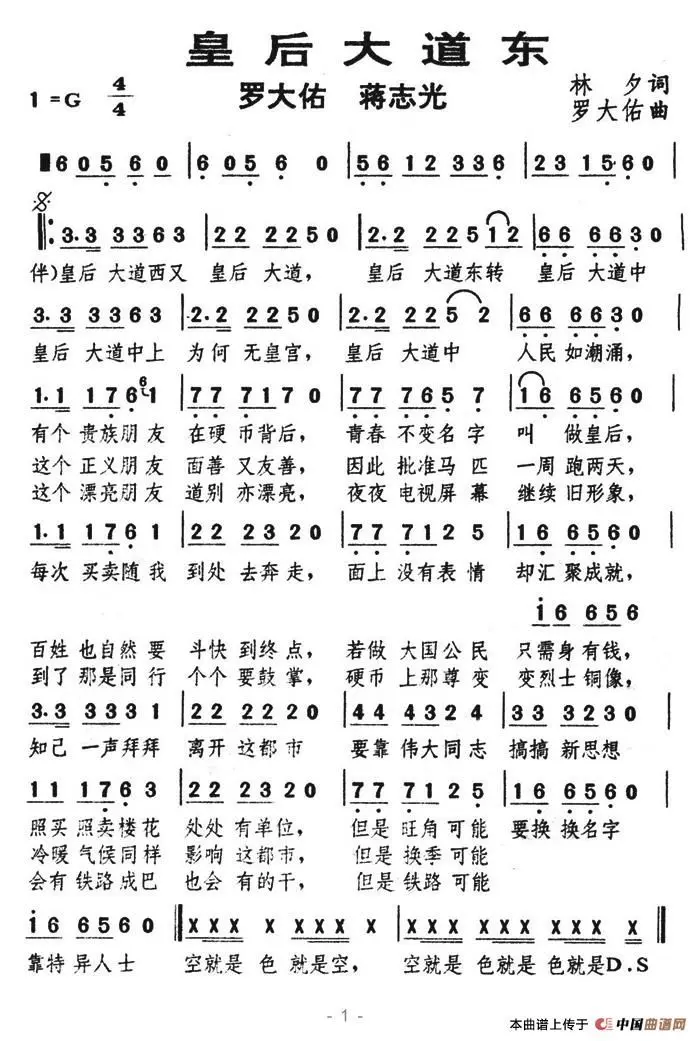 皇后大道东
1=G 4/4 罗大佑 蒋志光 林夕词
罗大佑曲
6 0 5 6 0 | 6 0 5 6 0 | 5 6 1 2 3 3 6 | 2 3 1 5· 6 0 |
3·3 3 3 6 3 | 2 2 2 2 5 0 | 2·2 2 2 5 1 2 | 6 6 6 6 3 0 |
伴)皇后 大道西又 皇后 大道， 皇后 大道东转 皇后 大道中
3·3 3 3 3 6 6 | 2·2 2 2 5 0 | 2·2 2 2 5 2 | 6 6 6 6 3 0 |
皇后 大道中上 为何 无皇宫， 皇后 大道中 人民 如潮涌，
1·1 1 7 6 6 1 | 7 7 7 1 7 0 | 7 7 7 6 5 7 | 1 6 6 5 6 0 |
有个 贵族朋友 在硬 币背后， 青春 不变名字 叫 做皇后，
这个 正义朋友 面善 又友善， 因此 批准马匹 一周 跑两天，
这个 漂亮朋友 道别 亦漂亮， 夜夜 电视屏幕 继续 旧形象，
1·1 1 7 6 1 | 2 2 2 3 2 0 | 7 7 7 1 2 5 | 1 6 6 5 6 0 |
每次 买卖随我 到处 去奔走， 面上 没有表情 却汇 聚成就，
1 6 6 5 6
百姓 也自然要 斗快 到终点， 若做 大国公民 只需 身有钱，
到了 那是同行 个个 要鼓掌， 硬币 上那尊变 变烈士 铜像，
3·3 3 3 3 1 | 2 2 2 2 2 0 | 4 4 4 3 2 4 | 3 3 3 2 3 0 |
知己 一声拜拜 离开 这都市 要靠 伟大同志 搞搞 新思想
1 1 1 7 6 3 | 2 2 2 3 2 0 | 7 7 7 1 2 5 | 1 6 6 5 6 0 |
照买 照卖楼花 处处 有单位， 但是 旺角可能 要换 换名字
冷暖 气候同样 影响 这都市， 但是 换季可能
会有 铁路成巴 也会 有的干， 但是 铁路可能
1 6 6 5 6 0 ‖ X X X X X X X | X X X X X X X X X ‖
靠特 异人士 空就是 色 就是空， 空就是 色就是 色就是D.S
- 1 -
本曲谱上传于 中国曲谱网